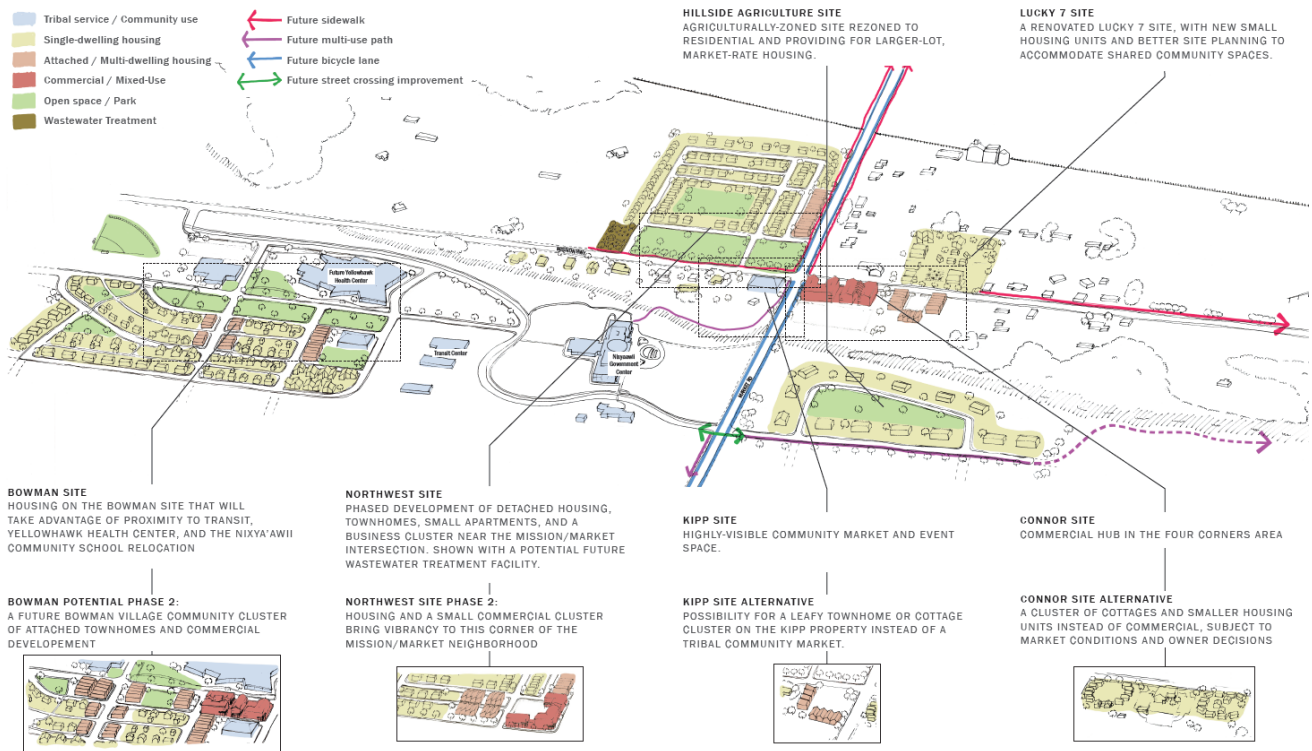 Tribal service / Community use
Single-dwelling housing
Attached / Multi-dwelling housing
Commercial / Mixed-Use
Open space / Park
Wastewater Treatment
Future sidewalk
Future multi-use path
Future bicycle lane
Future street crossing improvement
HILLSIDE AGRICULTURE SITE
AGRICULTURALLY-ZONED SITE REZONED TO
RESIDENTIAL AND PROVIDING FOR LARGER-LOT,
MARKET-RATE HOUSING.
LUCKY 7 SITE
A RENOVATED LUCKY 7 SITE, WITH NEW SMALL
HOUSING UNITS AND BETTER SITE PLANNING TO
ACCOMMODATE SHARED COMMUNITY SPACES.
Future Yellowhawk
Health Center
Transit Center
Government
Center
BOWMAN SITE
HOUSING ON THE BOWMAN SITE THAT WILL
TAKE ADVANTAGE OF PROXIMITY TO TRANSIT,
YELLOWHAWK HEALTH CENTER, AND THE NIXYA'AWII
COMMUNITY SCHOOL RELOCATION
NORTHWEST SITE
PHASED DEVELOPMENT OF DETACHED HOUSING,
TOWNHOMES, SMALL APARTMENTS, AND A
BUSINESS CLUSTER NEAR THE MISSION/MARKET
INTERSECTION. SHOWN WITH A POTENTIAL FUTURE
WASTEWATER TREATMENT FACILITY.
KIPP SITE
HIGHLY-VISIBLE COMMUNITY MARKET AND EVENT
SPACE.
CONNOR SITE
COMMERCIAL HUB IN THE FOUR CORNERS AREA
BOWMAN POTENTIAL PHASE 2:
A FUTURE BOWMAN VILLAGE COMMUNITY CLUSTER
OF ATTACHED TOWNHOMES AND COMMERCIAL
DEVELOPEMENT
NORTHWEST SITE PHASE 2:
HOUSING AND A SMALL COMMERCIAL CLUSTER
BRING VIBRANCY TO THIS CORNER OF THE
MISSION/MARKET NEIGHBORHOOD
KIPP SITE ALTERNATIVE
POSSIBILITY FOR A LEAFY TOWNHOME OR COTTAGE
CLUSTER ON THE KIPP PROPERTY INSTEAD OF A
TRIBAL COMMUNITY MARKET.
CONNOR SITE ALTERNATIVE
A CLUSTER OF COTTAGES AND SMALLER HOUSING
UNITS INSTEAD OF COMMERCIAL, SUBJECT TO
MARKET CONDITIONS AND OWNER DECISIONS